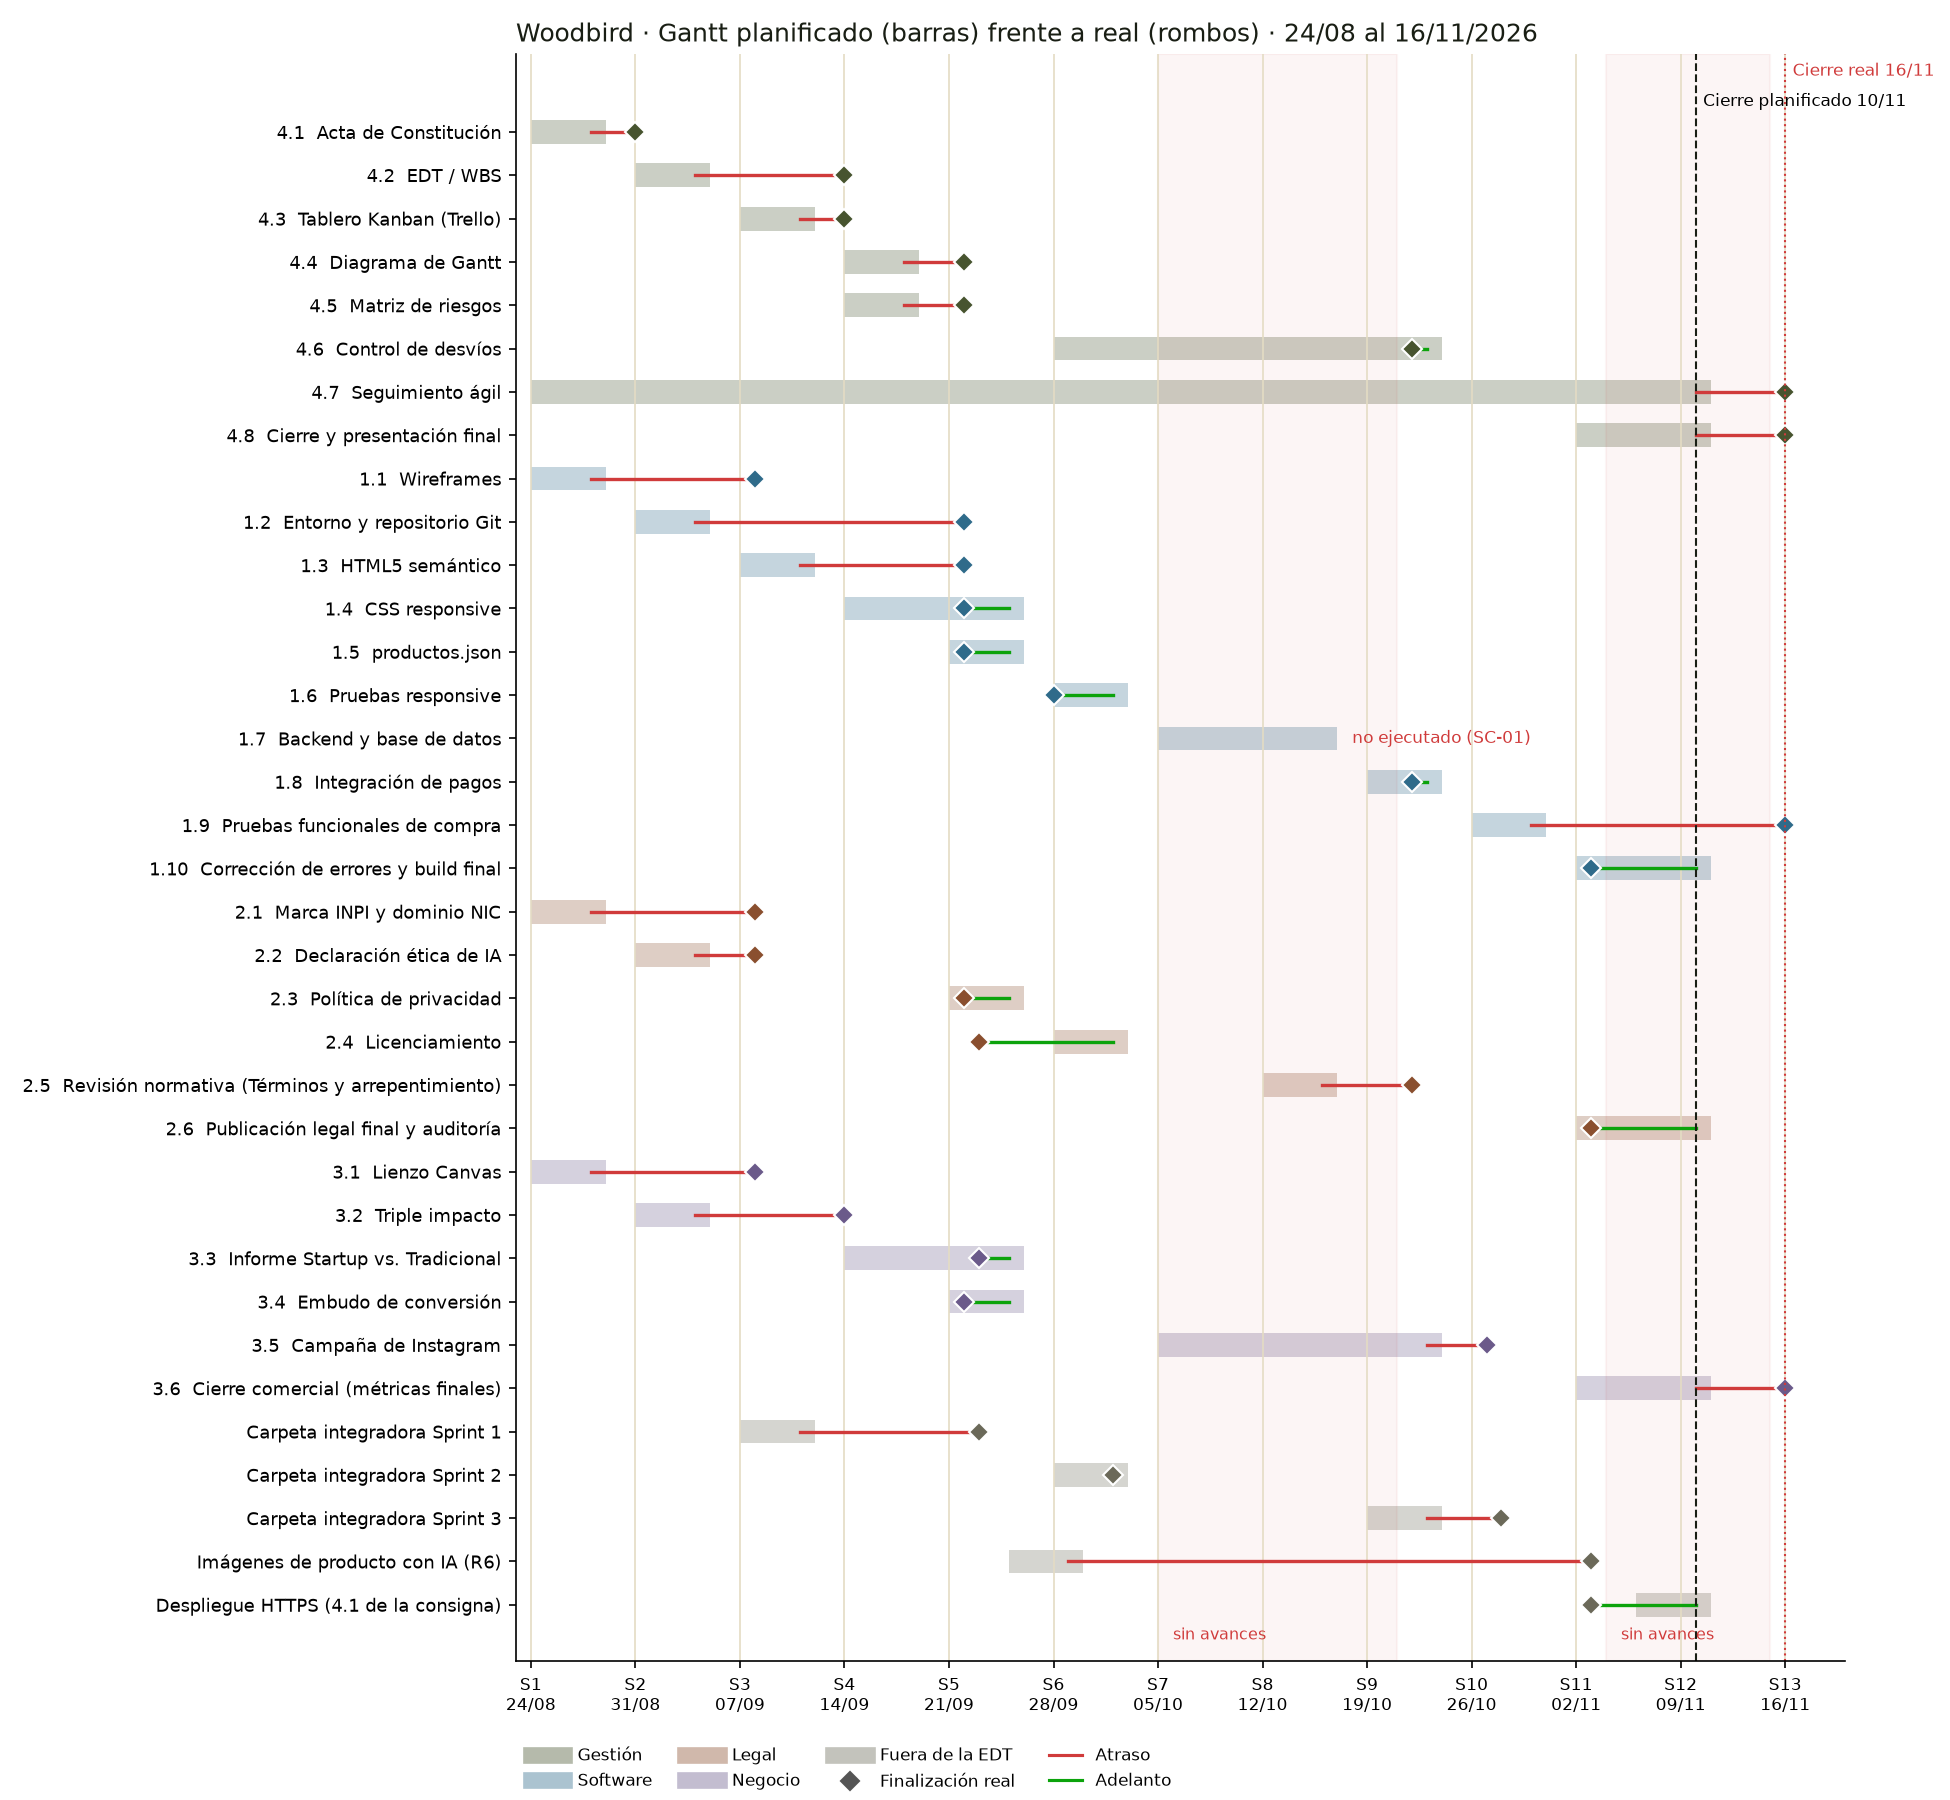 Woodbird · Gantt planificado (barras) frente a real (rombos) · 24/08 al 16/11/2026
Cierre real 16/11
Cierre planificado 10/11
4.1 Acta de Constitución
4.2 EDT / WBS
4.3 Tablero Kanban (Trello)
4.4 Diagrama de Gantt
4.5 Matriz de riesgos
4.6 Control de desvíos
4.7 Seguimiento ágil
4.8 Cierre y presentación final
1.1 Wireframes
1.2 Entorno y repositorio Git
1.3 HTML5 semántico
1.4 CSS responsive
1.5 productos.json
1.6 Pruebas responsive
1.7 Backend y base de datos
no ejecutado (SC-01)
1.8 Integración de pagos
1.9 Pruebas funcionales de compra
1.10 Corrección de errores y build final
2.1 Marca INPI y dominio NIC
2.2 Declaración ética de IA
2.3 Política de privacidad
2.4 Licenciamiento
2.5 Revisión normativa (Términos y arrepentimiento)
2.6 Publicación legal final y auditoría
3.1 Lienzo Canvas
3.2 Triple impacto
3.3 Informe Startup vs. Tradicional
3.4 Embudo de conversión
3.5 Campaña de Instagram
3.6 Cierre comercial (métricas finales)
Carpeta integradora Sprint 1
Carpeta integradora Sprint 2
Carpeta integradora Sprint 3
Imágenes de producto con IA (R6)
Despliegue HTTPS (4.1 de la consigna)
sin avances
sin avances
S1 S2 S3 S4 S5 S6 S7 S8 S9 S10 S11 S12 S13
24/08 31/08 07/09 14/09 21/09 28/09 05/10 12/10 19/10 26/10 02/11 09/11 16/11
Gestión Legal Fuera de la EDT Atraso
Software Negocio Finalización real Adelanto